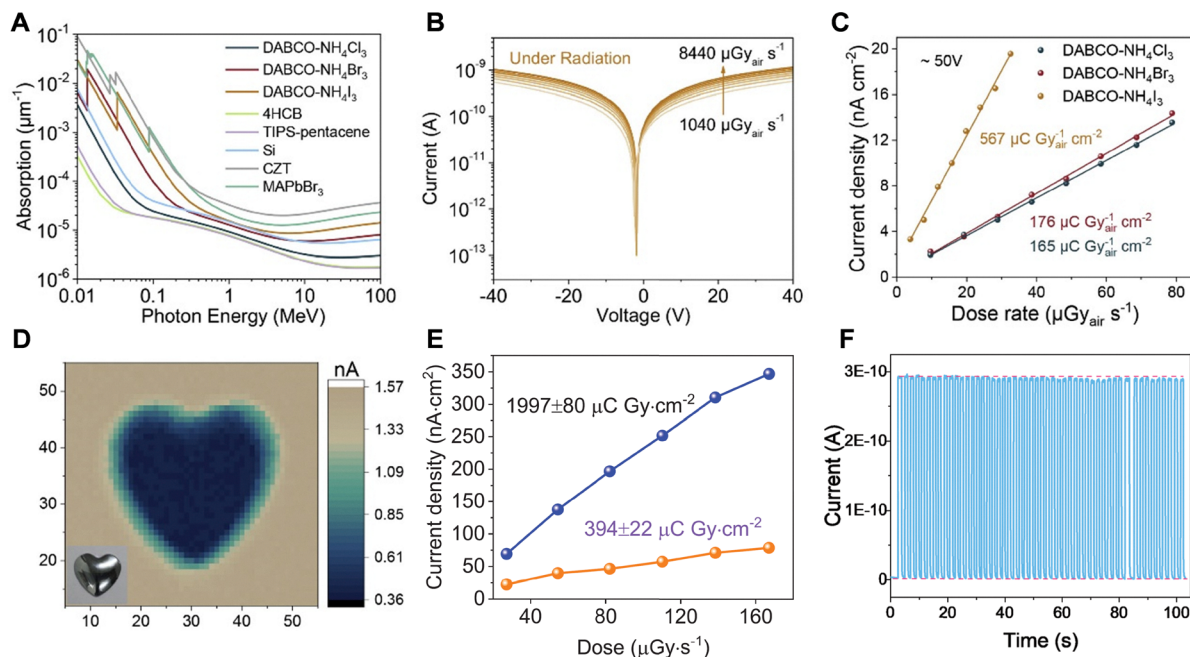 A
Absorption (µm⁻¹)
10⁻¹
10⁻²
10⁻³
10⁻⁴
10⁻⁵
10⁻⁶
DABCO-NH₄Cl₃
DABCO-NH₄Br₃
DABCO-NH₄I₃
4HCB
TIPS-pentacene
Si
CZT
MAPbBr₃
0.01 0.1 1 10 100
Photon Energy (MeV)
B
Current (A)
10⁻⁸
10⁻⁹
10⁻¹⁰
10⁻¹¹
10⁻¹²
10⁻¹³
Under Radiation
8440 µGyair s⁻¹
1040 µGyair s⁻¹
-40 -20 0 20 40
Voltage (V)
C
Current density (nA cm⁻²)
20
16
12
8
4
0
~ 50V
DABCO-NH₄Cl₃
DABCO-NH₄Br₃
DABCO-NH₄I₃
567 µC Gyair⁻¹ cm⁻²
176 µC Gyair⁻¹ cm⁻²
165 µC Gyair⁻¹ cm⁻²
0 20 40 60 80
Dose rate (µGyair s⁻¹)
D
50
40
30
20
10 20 30 40 50
nA
1.57
1.33
1.09
0.85
0.61
0.36
E
Current density (nA·cm²)
350
300
250
200
150
100
50
0
1997±80 µC Gy·cm⁻²
394±22 µC Gy·cm⁻²
40 80 120 160
Dose (µGy·s⁻¹)
F
Current (A)
3E-10
2E-10
1E-10
0
0 20 40 60 80 100
Time (s)